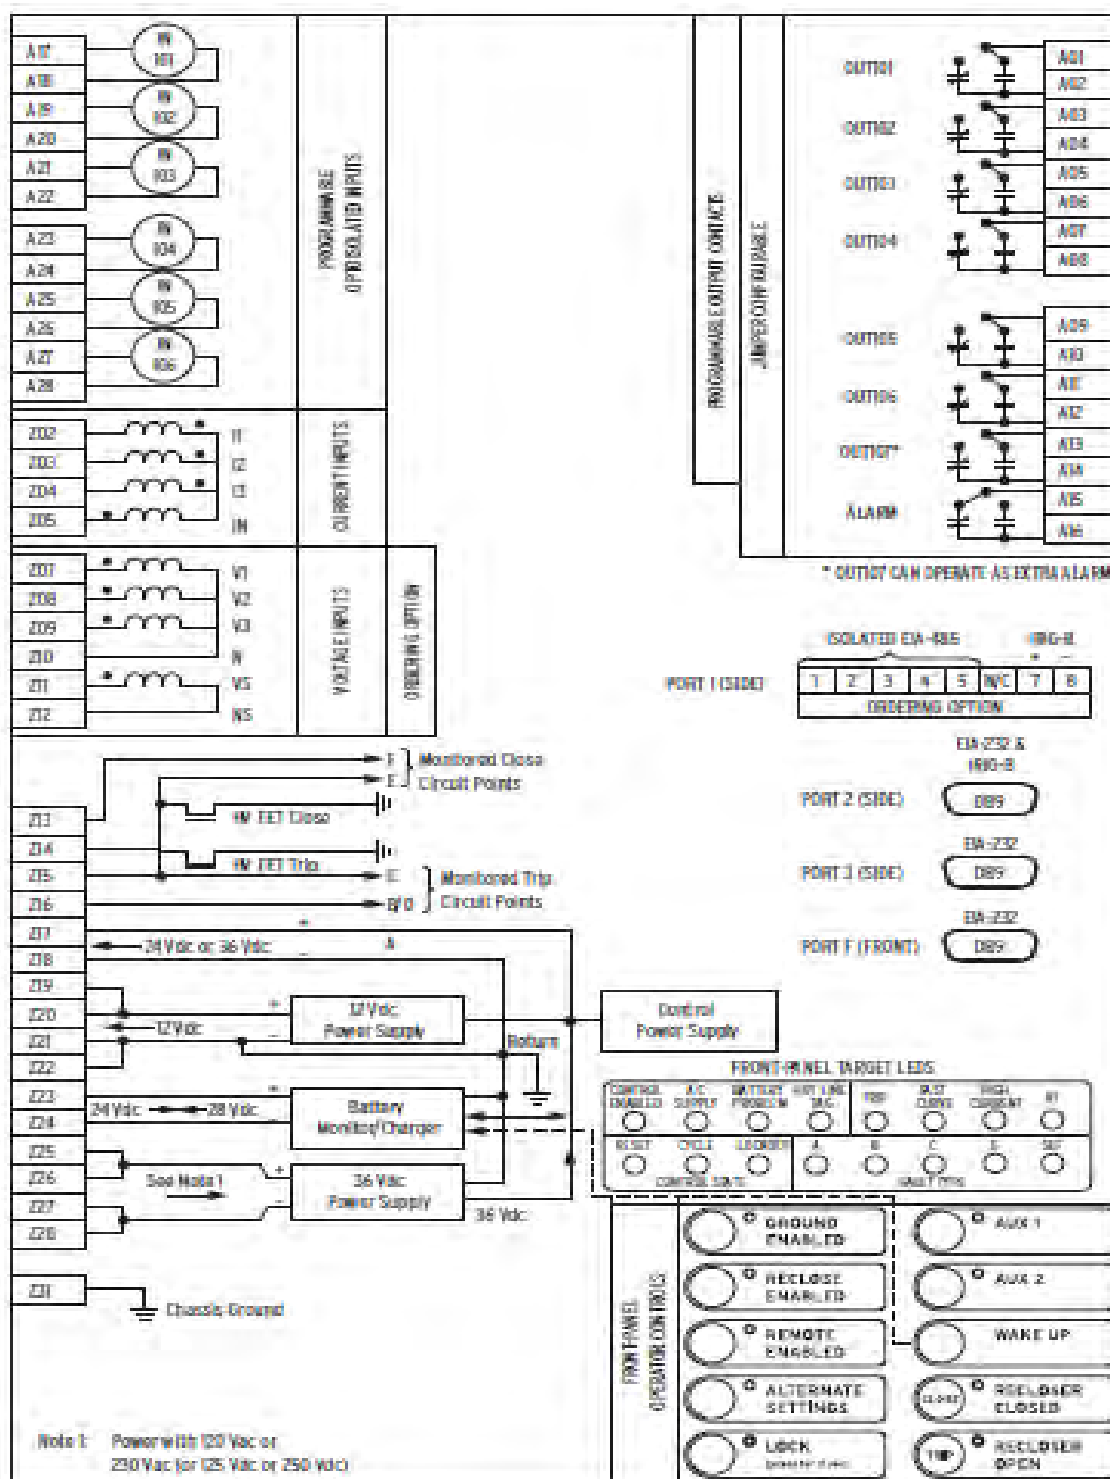 A17
A18
A19
A20
A21
A22
A23
A24
A25
A26
A27
A28
IN 101
IN 102
IN 103
IN 104
IN 105
IN 106
PROGRAMMABLE
OPTOISOLATED INPUTS
Z02
Z03
Z04
Z05
I1
I2
I3
IN
CURRENT INPUTS
Z07
Z08
Z09
Z10
Z11
Z12
V1
V2
V3
N
VS
NS
VOLTAGE INPUTS
ORDERING OPTION
PROGRAMMABLE OUTPUT CONTACTS
JUMPER CONFIGURABLE
OUT101
OUT102
OUT103
OUT104
OUT105
OUT106
OUT107*
ALARM
A01
A02
A03
A04
A05
A06
A07
A08
A09
A10
A11
A12
A13
A14
A15
A16
* OUT107 CAN OPERATE AS EXTRA ALARM
ISOLATED EIA-485
IRIG-B
+ -
PORT 1 (SIDE)
1 2 3 4 5 N/C 7 8
ORDERING OPTION
EIA-232 &
IRIG-B
PORT 2 (SIDE)
DB9
EIA-232
PORT 3 (SIDE)
DB9
EIA-232
PORT F (FRONT)
DB9
Z13
Z14
Z15
Z16
Z17
Z18
Z19
Z20
Z21
Z22
Z23
Z24
Z25
Z26
Z27
Z28
Z31
Monitored Close
E Circuit Points
FET Close
FET Trip
C Monitored Trip
B/D Circuit Points
+
24 Vdc or 36 Vdc
- A
+
12 Vdc
-
12 Vdc
Power Supply
Return
Control
Power Supply
24 Vdc
28 Vdc
+
-
Battery
Monitor/Charger
See Note 1
+
-
36 Vdc
Power Supply
36 Vdc
Chassis Ground
FRONT-PANEL TARGET LEDS
CONTROL ENABLED
AC SUPPLY
BATTERY PROBLEM
HOT LINE TAG
TRIP
FAST CURVE
HIGH CURRENT
RESET
CYCLE
LOCKOUT
A
B
C
G
FRONT-PANEL
OPERATOR CONTROLS
GROUND
ENABLED
RECLOSE
ENABLED
REMOTE
ENABLED
ALTERNATE
SETTINGS
LOCK
AUX 1
AUX 2
WAKE UP
CLOSE
RECLOSER
CLOSED
TRIP
RECLOSER
OPEN
Note 1: Power with 120 Vac or
230 Vac (or 125 Vdc or 250 Vdc)